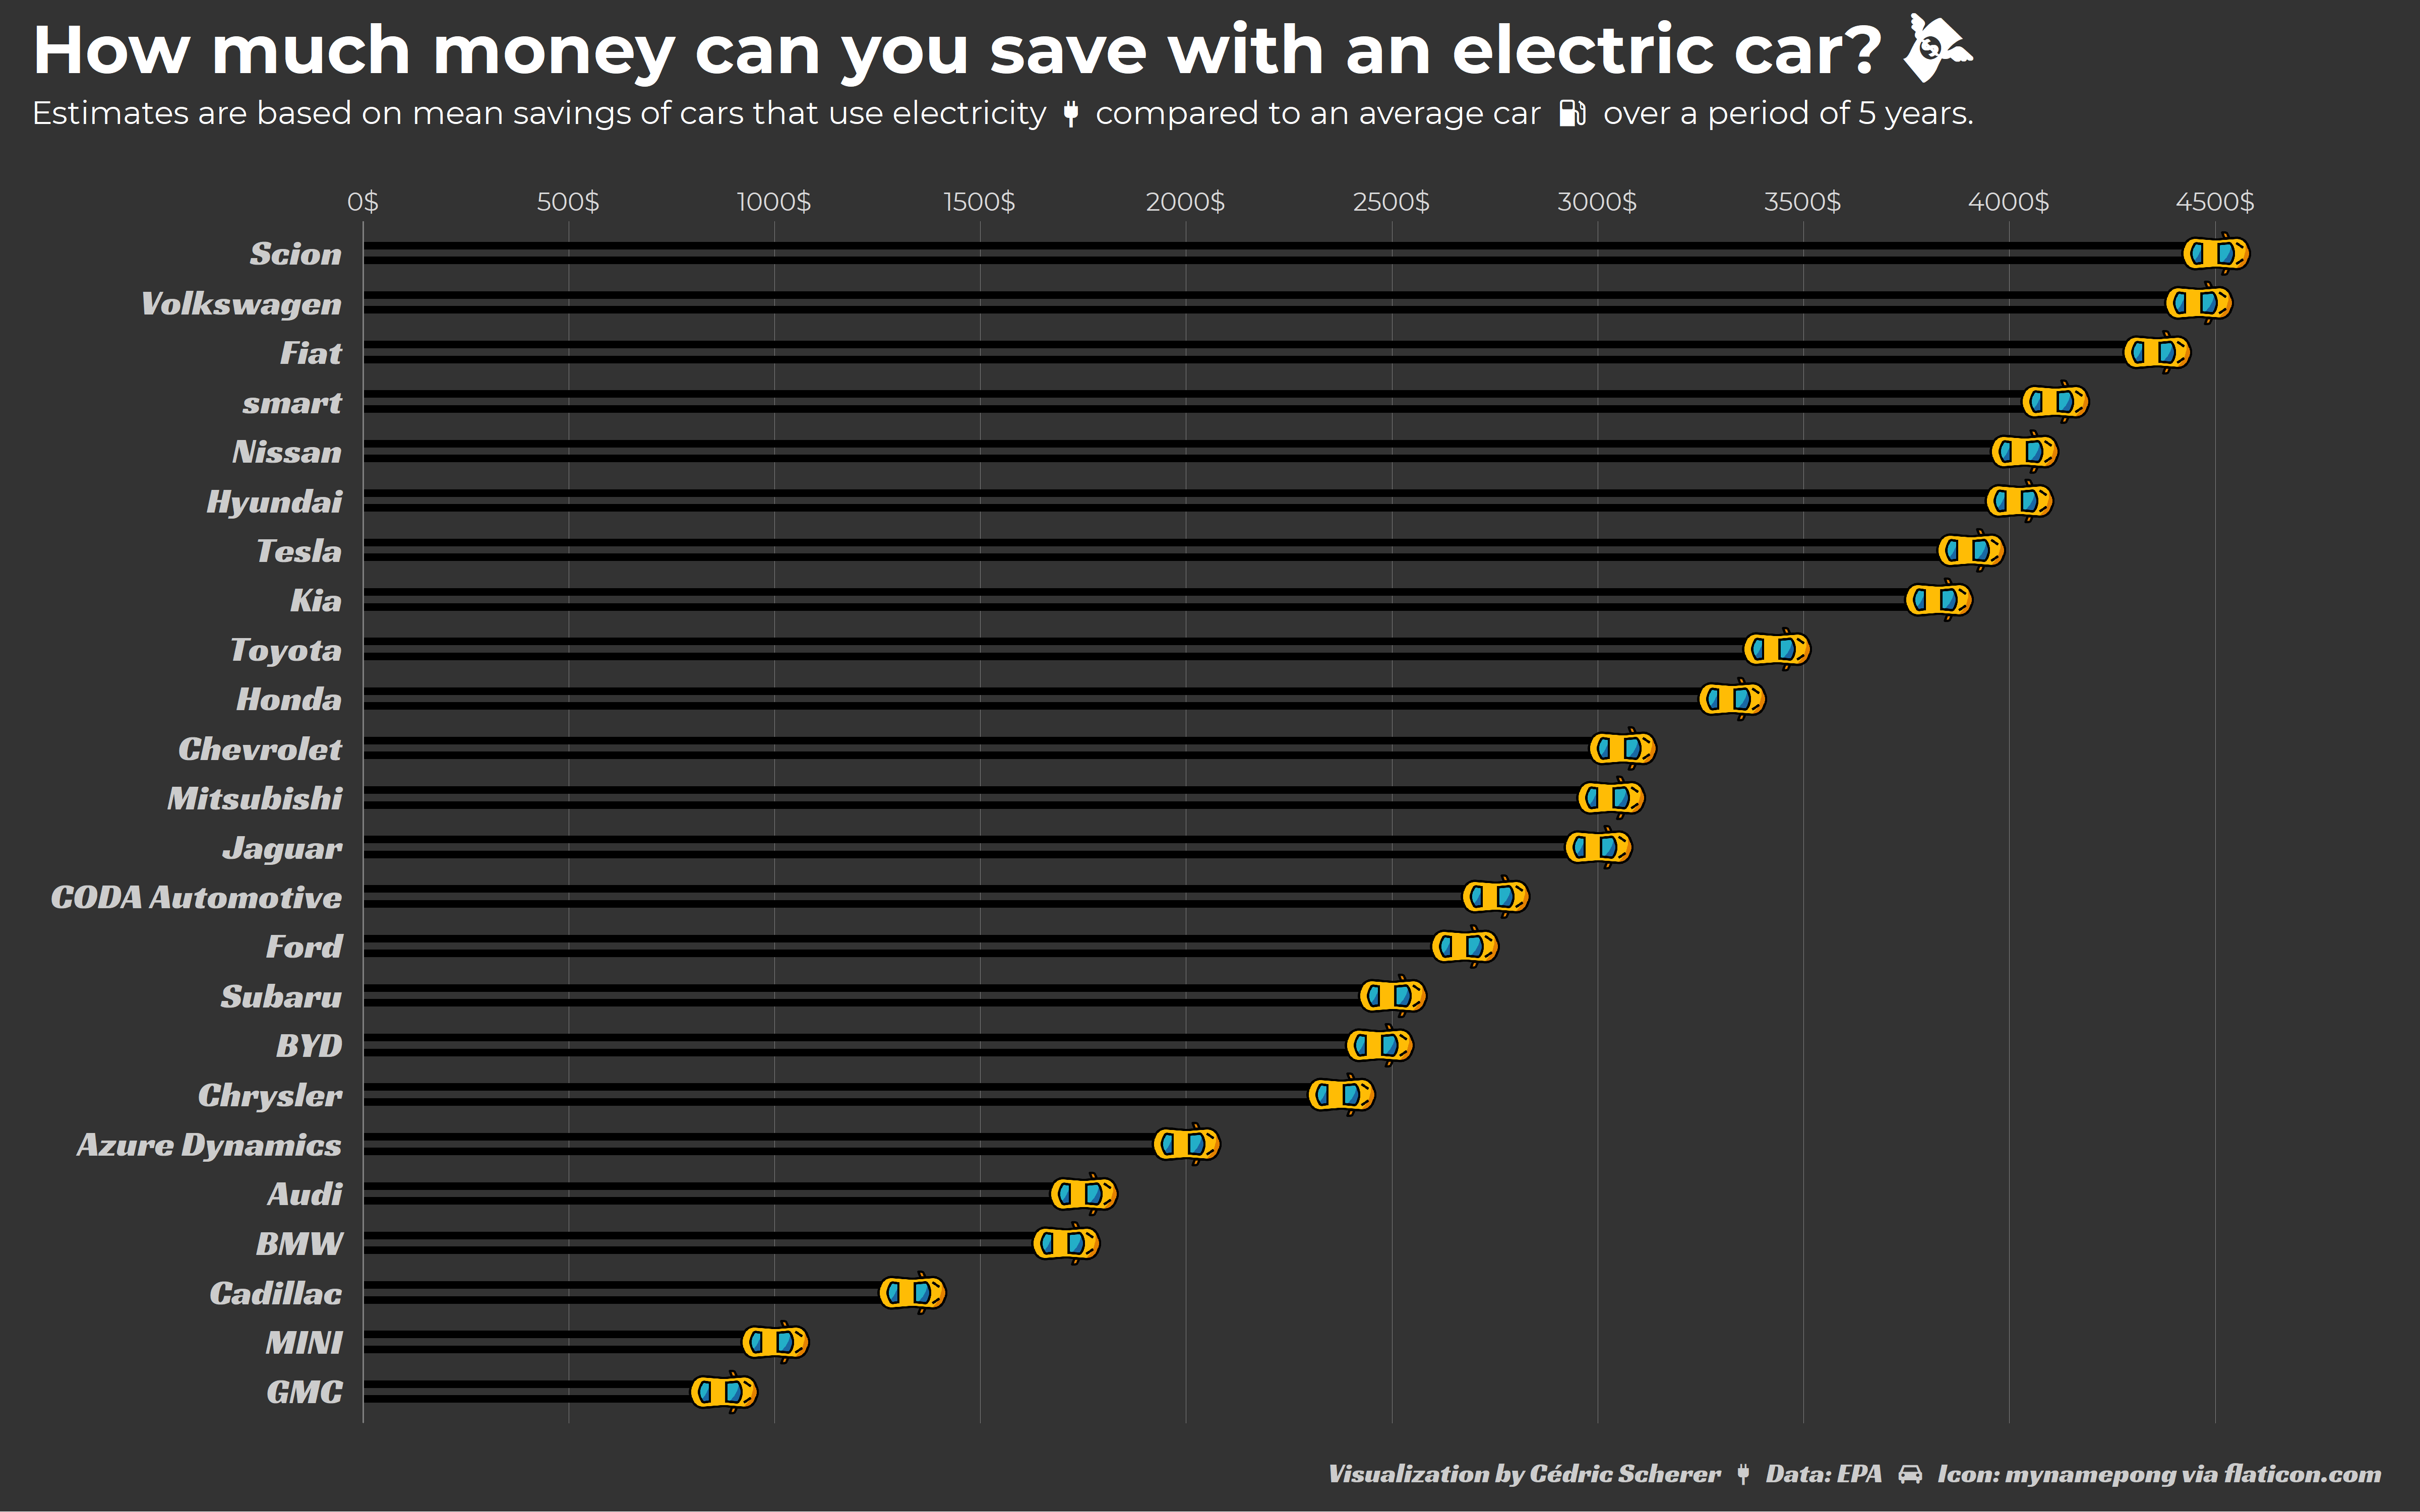 How much money can you save with an electric car?
Estimates are based on mean savings of cars that use electricity compared to an average car over a period of 5 years.
0$ 500$ 1000$ 1500$ 2000$ 2500$ 3000$ 3500$ 4000$ 4500$
Scion
Volkswagen
Fiat
smart
Nissan
Hyundai
Tesla
Kia
Toyota
Honda
Chevrolet
Mitsubishi
Jaguar
CODA Automotive
Ford
Subaru
BYD
Chrysler
Azure Dynamics
Audi
BMW
Cadillac
MINI
GMC
Visualization by Cédric Scherer Data: EPA Icon: mynamepong via flaticon.com